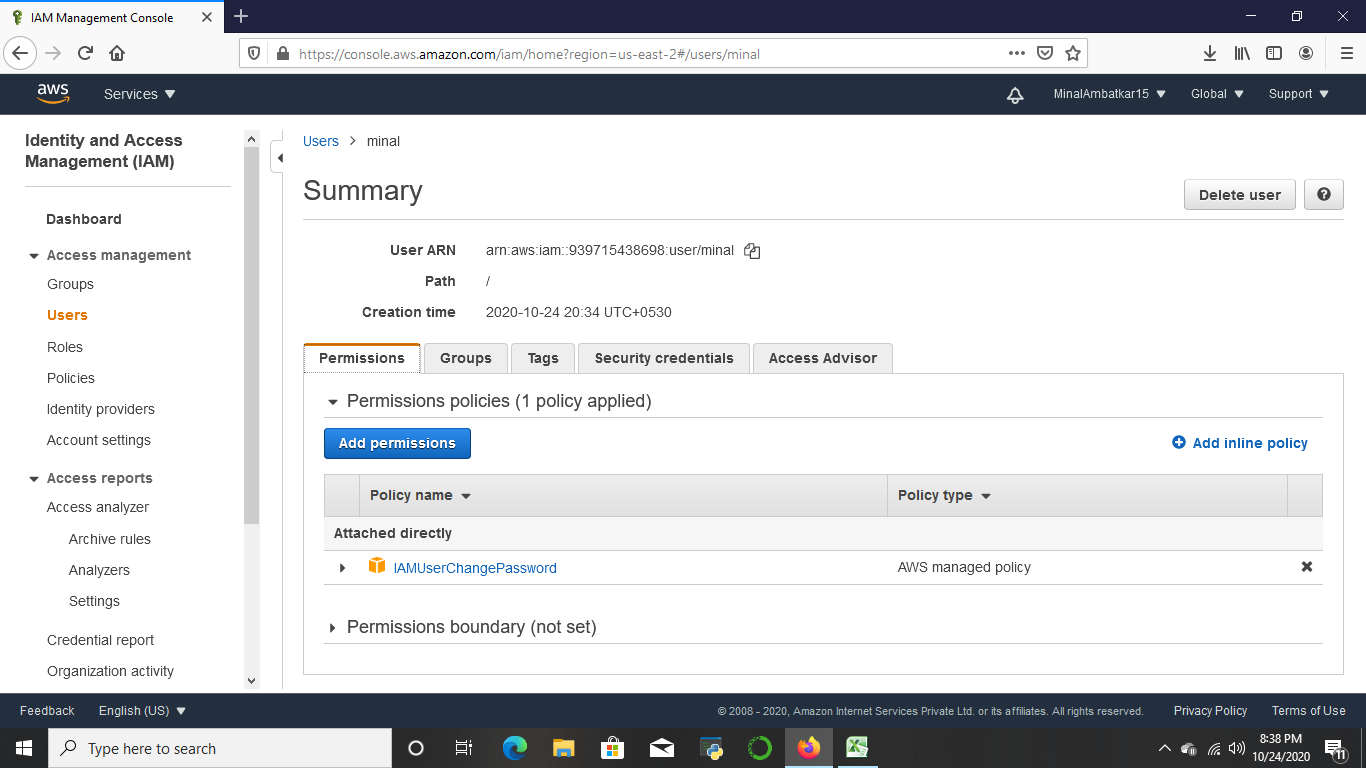 IAM Management Console
https://console.aws.amazon.com/iam/home?region=us-east-2#/users/minal
aws
Services
MinalAmbatkar15
Global
Support
Identity and Access
Management (IAM)
Dashboard
Access management
Groups
Users
Roles
Policies
Identity providers
Account settings
Access reports
Access analyzer
Archive rules
Analyzers
Settings
Credential report
Organization activity
Users > minal
Summary
Delete user
?
User ARN arn:aws:iam::939715438698:user/minal
Path /
Creation time 2020-10-24 20:34 UTC+0530
Permissions Groups Tags Security credentials Access Advisor
Permissions policies (1 policy applied)
Add permissions
Add inline policy
Policy name Policy type
Attached directly
IAMUserChangePassword AWS managed policy
Permissions boundary (not set)
Feedback English (US)
© 2008 - 2020, Amazon Internet Services Private Ltd. or its affiliates. All rights reserved. Privacy Policy Terms of Use
Type here to search
8:38 PM
10/24/2020
11